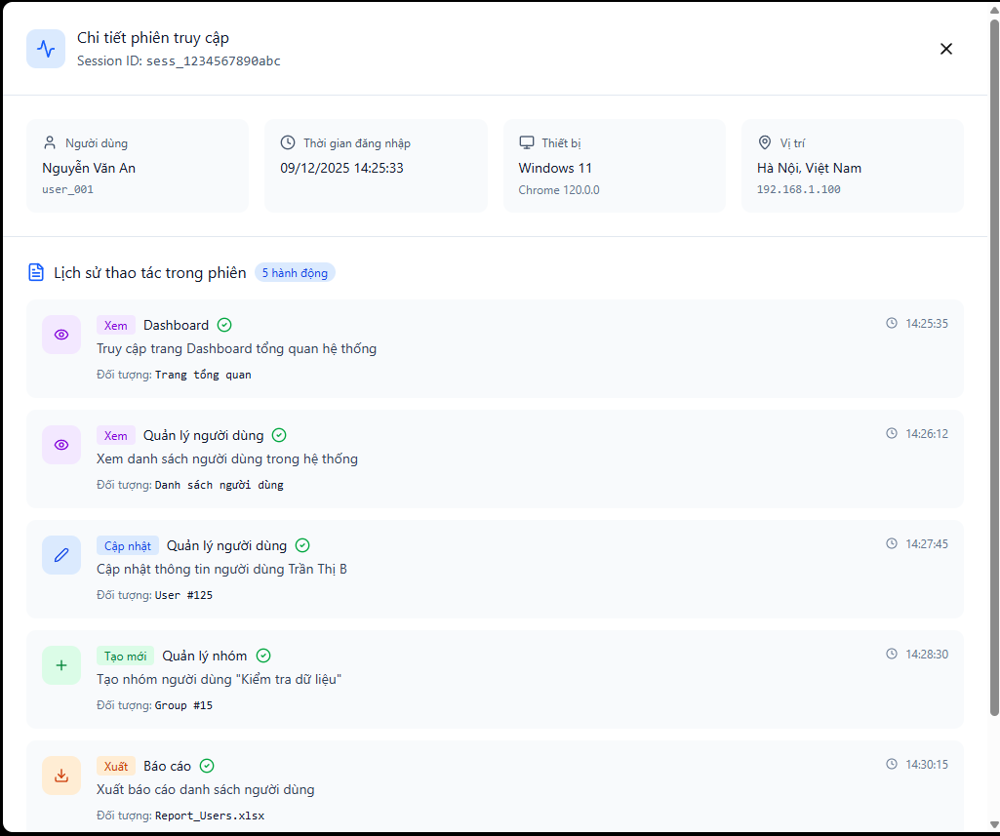 Chi tiết phiên truy cập
Session ID: sess_1234567890abc
Người dùng
Nguyễn Văn An
user_001
Thời gian đăng nhập
09/12/2025 14:25:33
Thiết bị
Windows 11
Chrome 120.0.0
Vị trí
Hà Nội, Việt Nam
192.168.1.100
Lịch sử thao tác trong phiên 5 hành động
Xem Dashboard 14:25:35
Truy cập trang Dashboard tổng quan hệ thống
Đối tượng: Trang tổng quan
Xem Quản lý người dùng 14:26:12
Xem danh sách người dùng trong hệ thống
Đối tượng: Danh sách người dùng
Cập nhật Quản lý người dùng 14:27:45
Cập nhật thông tin người dùng Trần Thị B
Đối tượng: User #125
Tạo mới Quản lý nhóm 14:28:30
Tạo nhóm người dùng "Kiểm tra dữ liệu"
Đối tượng: Group #15
Xuất Báo cáo 14:30:15
Xuất báo cáo danh sách người dùng
Đối tượng: Report_Users.xlsx